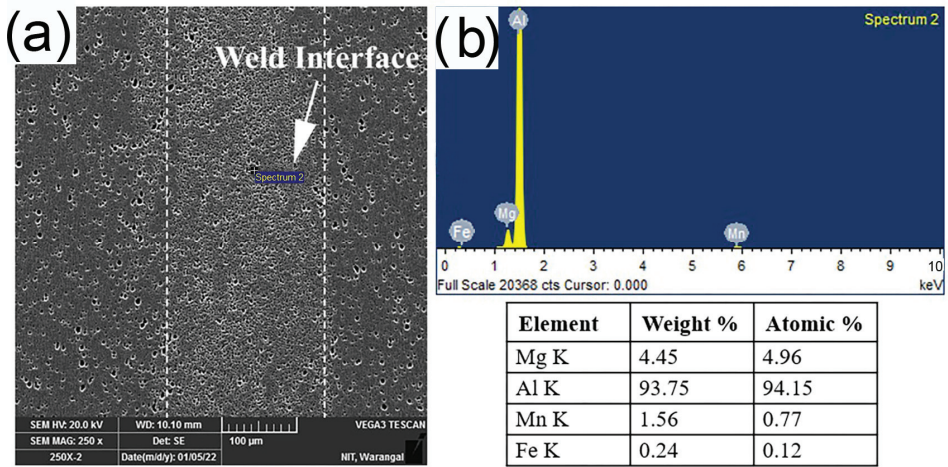 (a)
Weld Interface
Spectrum 2
SEM HV: 20.0 kV WD: 10.10 mm VEGA3 TESCAN
SEM MAG: 250 x Det: SE 100 µm
250X-2 Date(m/d/y): 01/05/22 NIT, Warangal
(b)
Spectrum 2
Al
Mg
Fe
Mn
0 1 2 3 4 5 6 7 8 9 10
Full Scale 20368 cts Cursor: 0.000 keV
Element Weight % Atomic %
Mg K 4.45 4.96
Al K 93.75 94.15
Mn K 1.56 0.77
Fe K 0.24 0.12